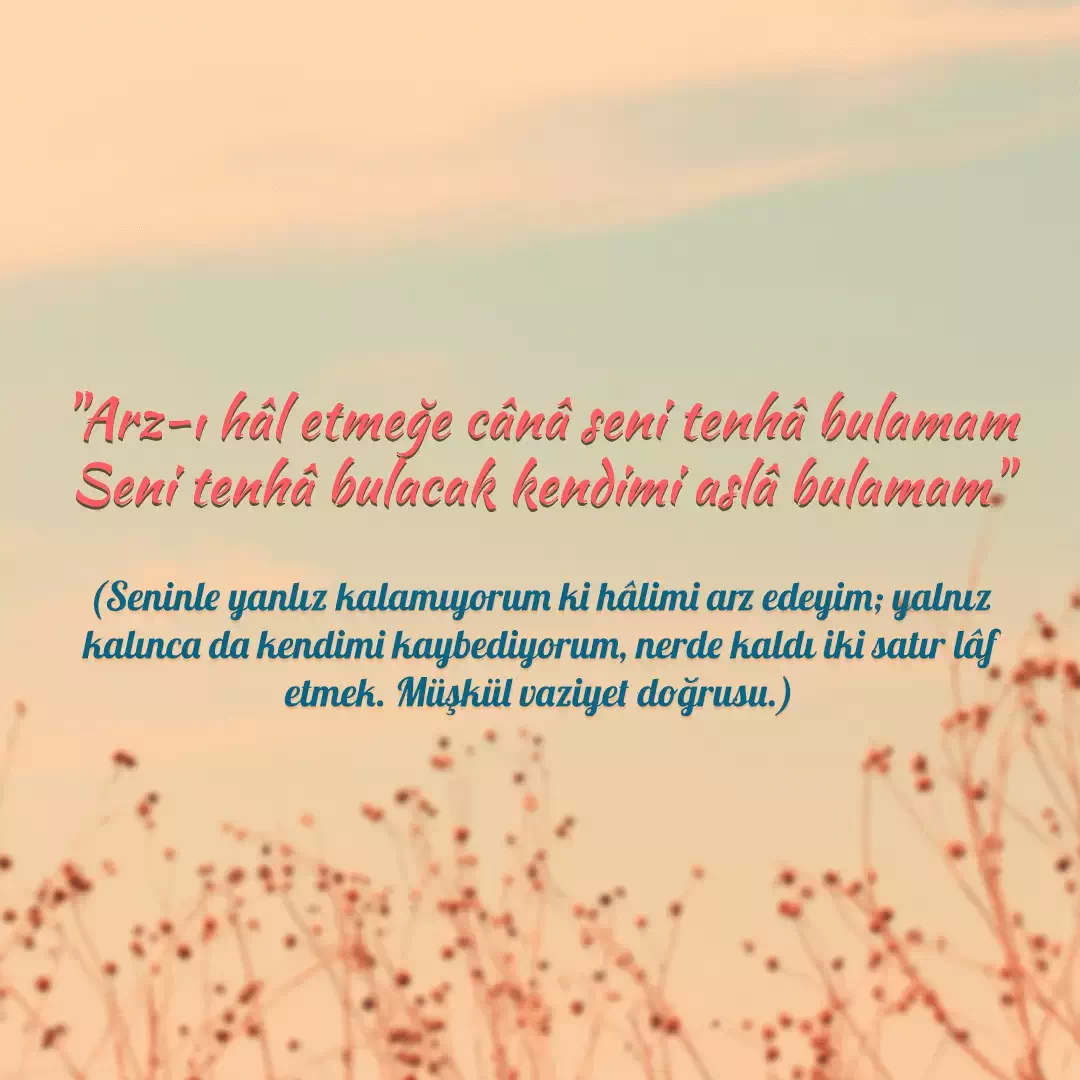 "Arz-ı hâl etmeğe cânâ seni tenhâ bulamam
Seni tenhâ bulacak kendimi aslâ bulamam"
(Seninle yanlız kalamıyorum ki hâlimi arz edeyim; yalnız
kalınca da kendimi kaybediyorum, nerde kaldı iki satır lâf
etmek. Müşkül vaziyet doğrusu.)